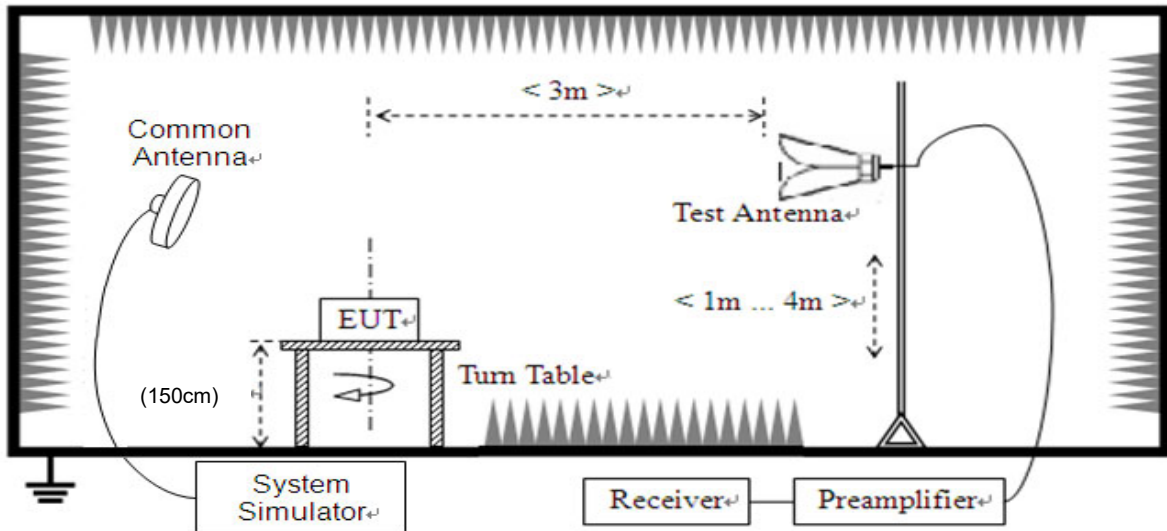 < 3m >↵
Common
Antenna↵
Test Antenna↵
< 1m ... 4m >↵
EUT↵
Turn Table↵
(150cm)
System
Simulator↵
Receiver↵
Preamplifier↵